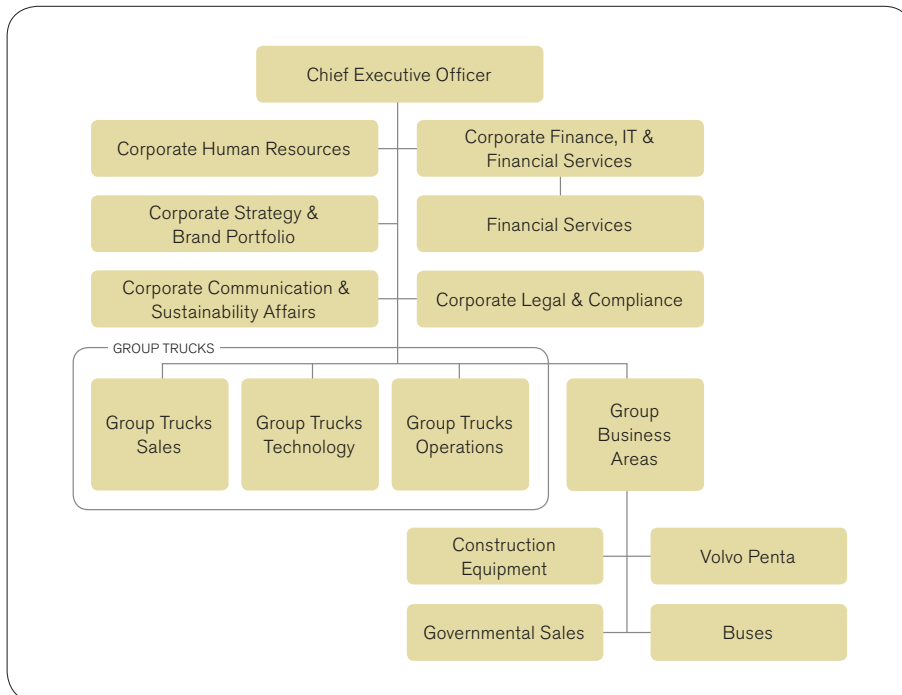 Chief Executive Officer
Corporate Human Resources
Corporate Finance, IT &
Financial Services
Corporate Strategy &
Brand Portfolio
Financial Services
Corporate Communication &
Sustainability Affairs
Corporate Legal & Compliance
GROUP TRUCKS
Group Trucks
Sales
Group Trucks
Technology
Group Trucks
Operations
Group
Business
Areas
Construction
Equipment
Volvo Penta
Governmental Sales
Buses